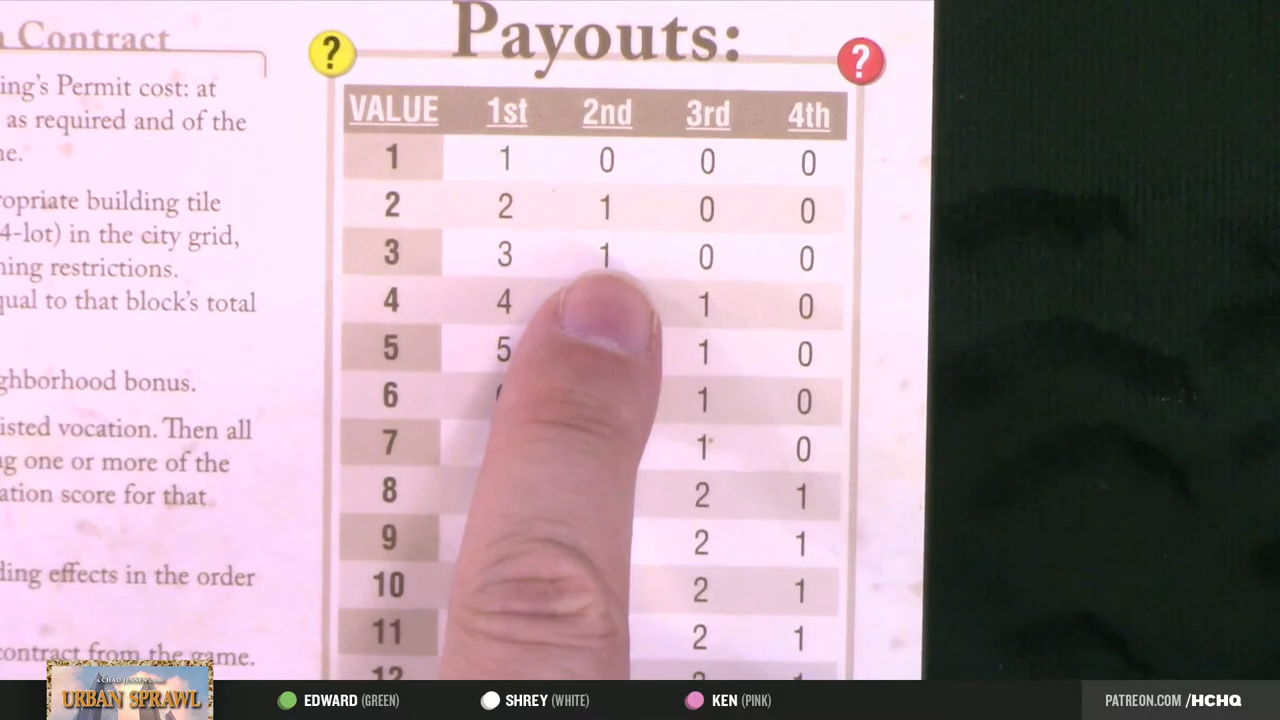 Contract
ing's Permit cost: at
as required and of the
ne.
ropriate building tile
4-lot) in the city grid,
ning restrictions.
qual to that block's total
ghborhood bonus.
isted vocation. Then all
ng one or more of the
ation score for that
ding effects in the order
contract from the game.
Payouts:
? ?
VALUE 1st 2nd 3rd 4th
1 1 0 0 0
2 2 1 0 0
3 3 1 0 0
4 4 1 0
5 5 1 0
6 1 0
7 1 0
8 2 1
9 2 1
10 2 1
11 2 1
12
A CHAD JENSEN GAME
URBAN SPRAWL
EDWARD (GREEN) SHREY (WHITE) KEN (PINK) PATREON.COM/HCHQ